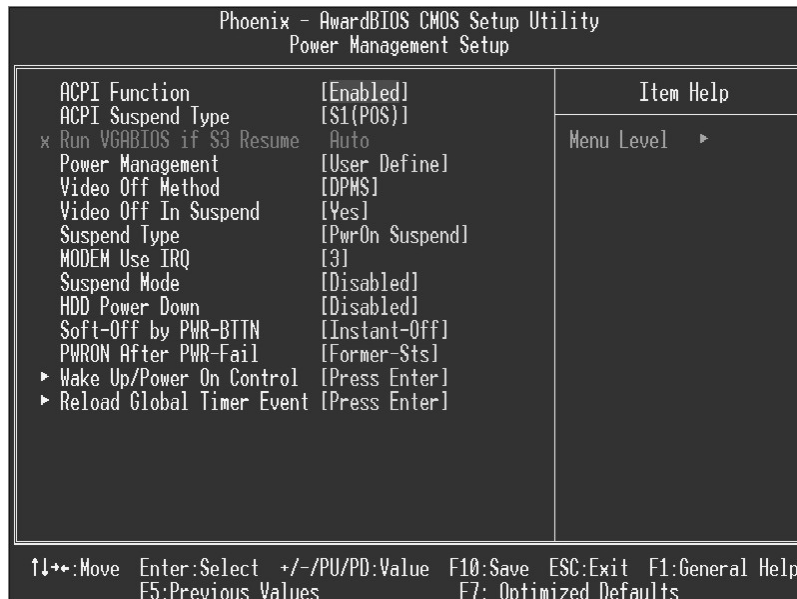 Phoenix - AwardBIOS CMOS Setup Utility
Power Management Setup
ACPI Function [Enabled]
ACPI Suspend Type [S1(POS)]
x Run VGABIOS if S3 Resume Auto
Power Management [User Define]
Video Off Method [DPMS]
Video Off In Suspend [Yes]
Suspend Type [PwrOn Suspend]
MODEM Use IRQ [3]
Suspend Mode [Disabled]
HDD Power Down [Disabled]
Soft-Off by PWR-BTTN [Instant-Off]
PWRON After PWR-Fail [Former-Sts]
► Wake Up/Power On Control [Press Enter]
► Reload Global Timer Event [Press Enter]
Item Help
Menu Level ►
↑↓→←:Move Enter:Select +/-/PU/PD:Value F10:Save ESC:Exit F1:General Help
F5:Previous Values F7: Optimized Defaults